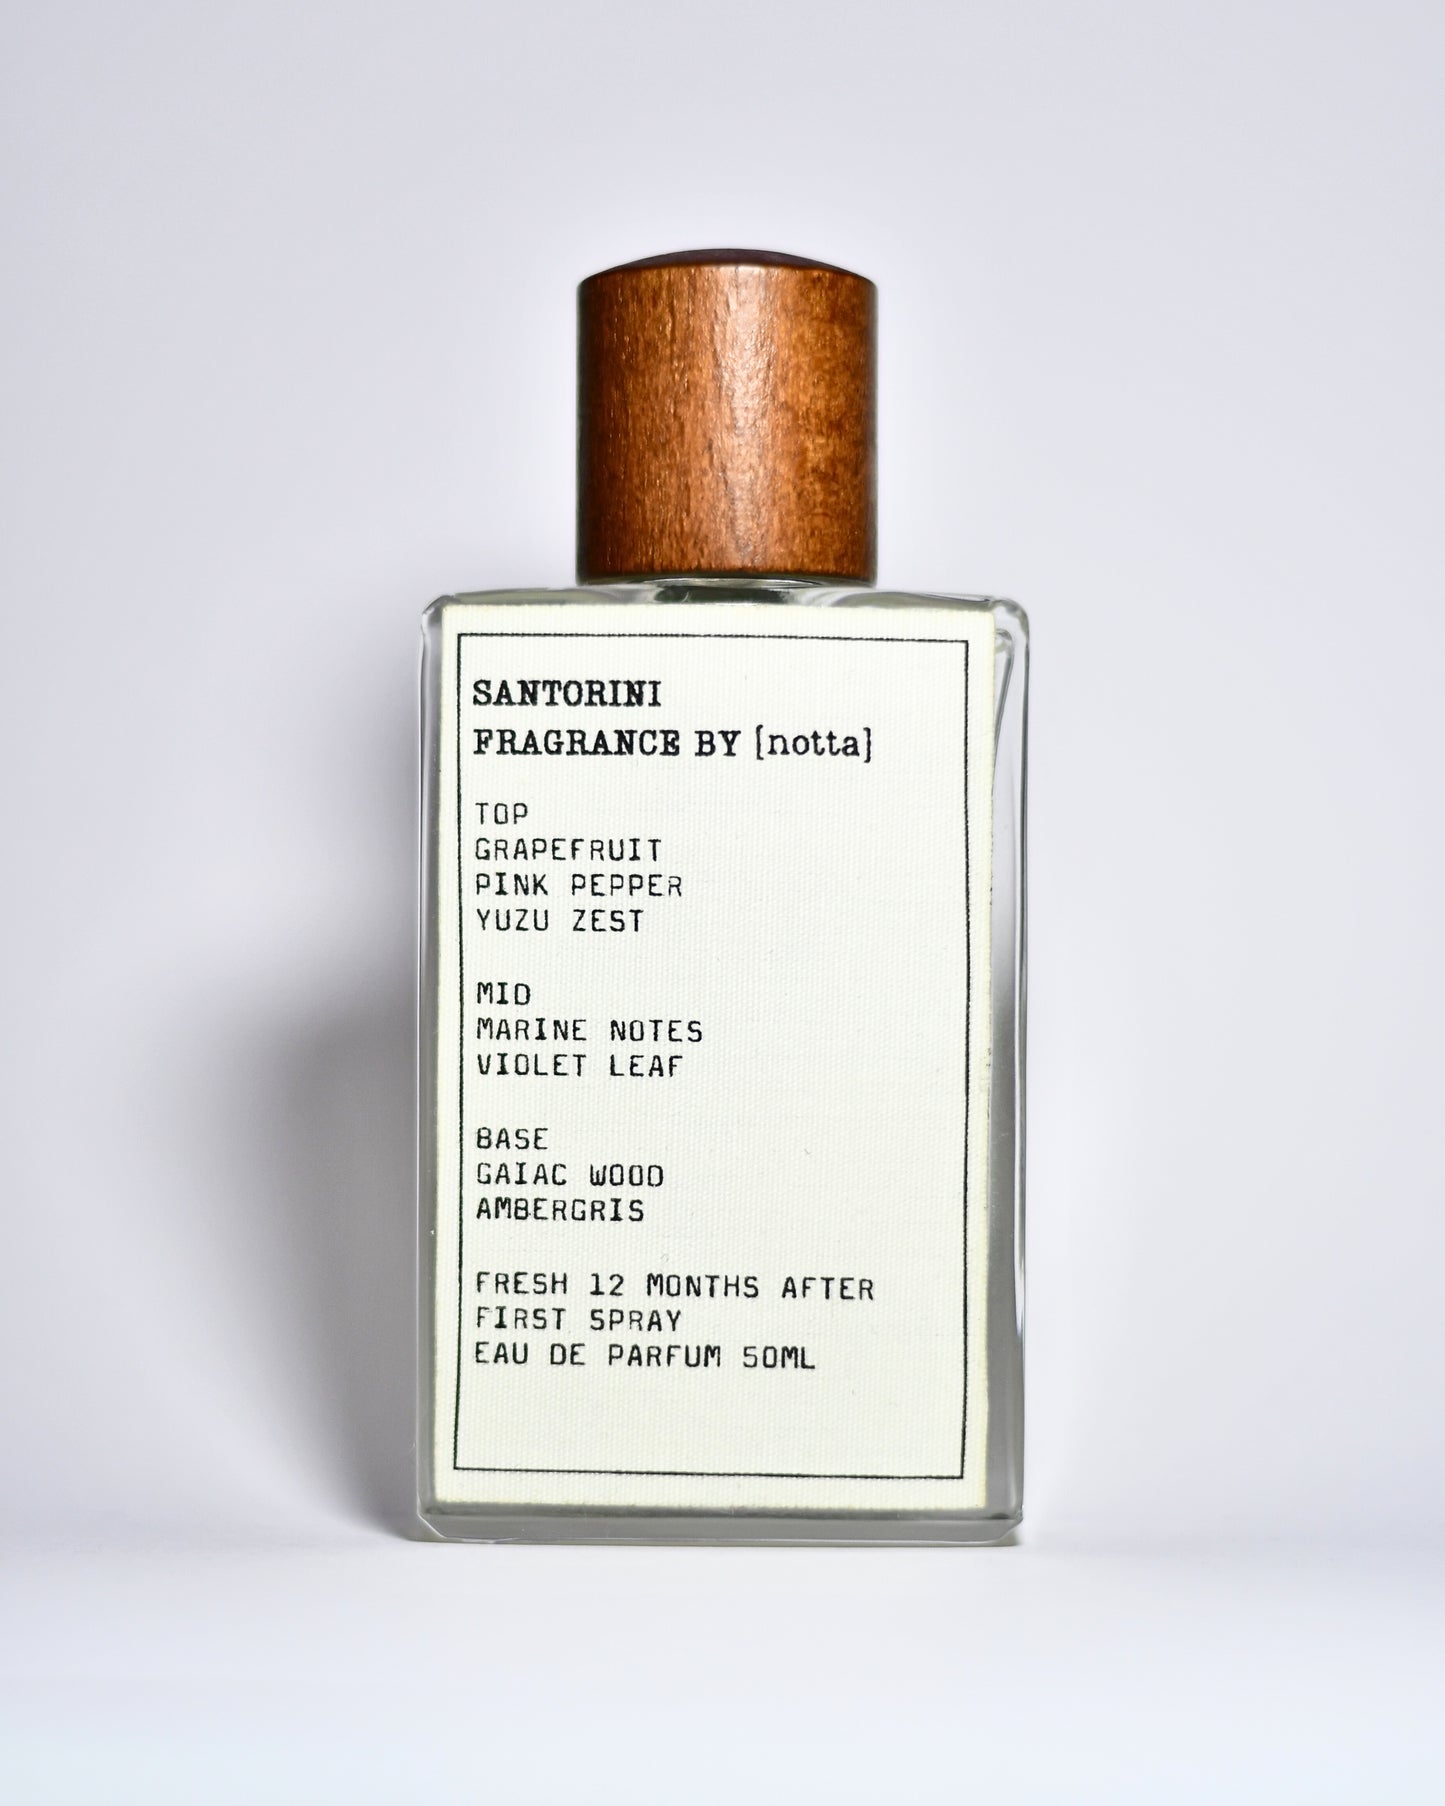 SANTORINI
FRAGRANCE BY [notta]
TOP
GRAPEFRUIT
PINK PEPPER
YUZU ZEST
MID
MARINE NOTES
VIOLET LEAF
BASE
GAIAC WOOD
AMBERGRIS
FRESH 12 MONTHS AFTER
FIRST SPRAY
EAU DE PARFUM 50ML